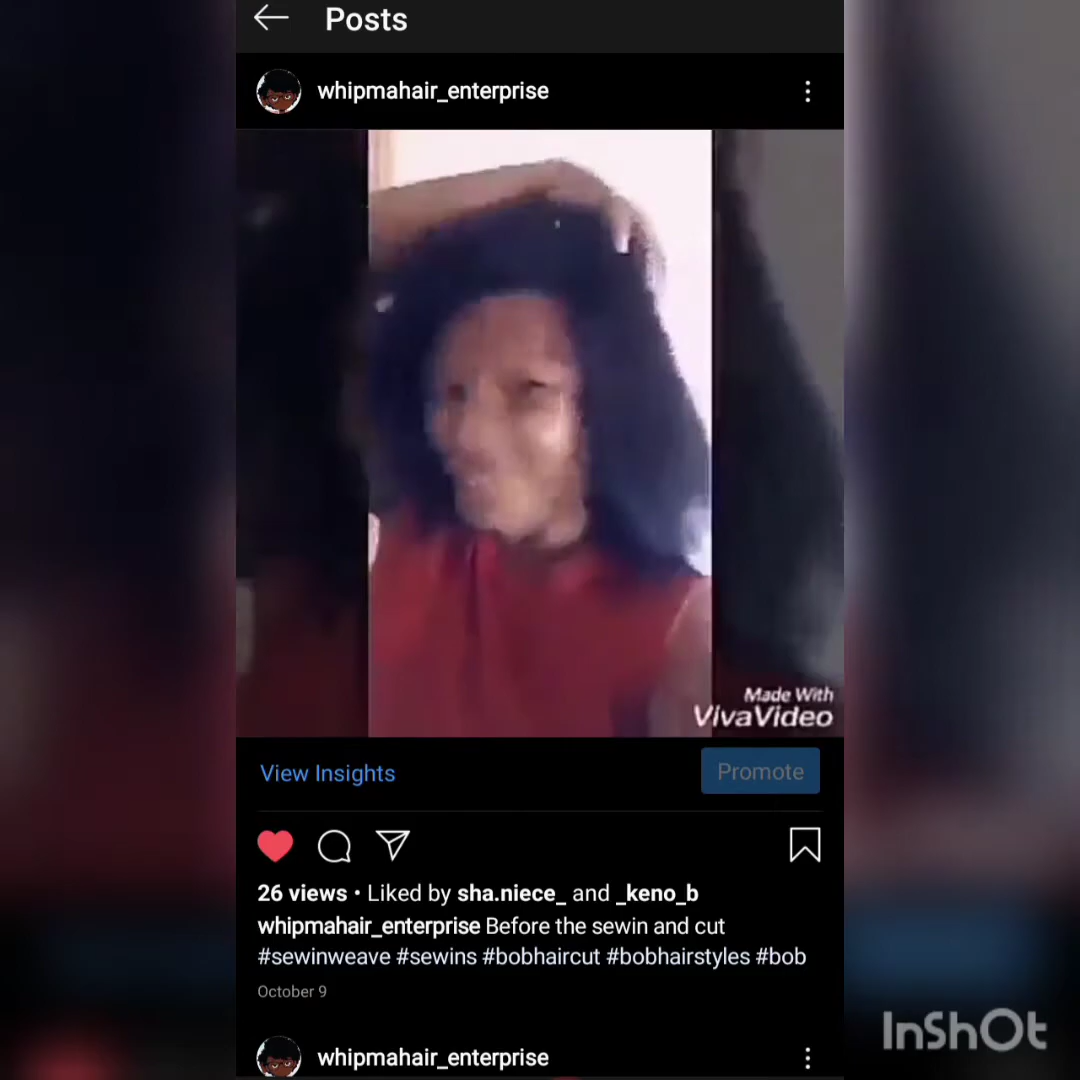 Posts
whipmahair_enterprise
Made With
VivaVideo
View Insights
Promote
26 views • Liked by sha.niece_ and _keno_b
whipmahair_enterprise Before the sewin and cut
#sewinweave #sewins #bobhaircut #bobhairstyles #bob
October 9
InShOt
whipmahair_enterprise